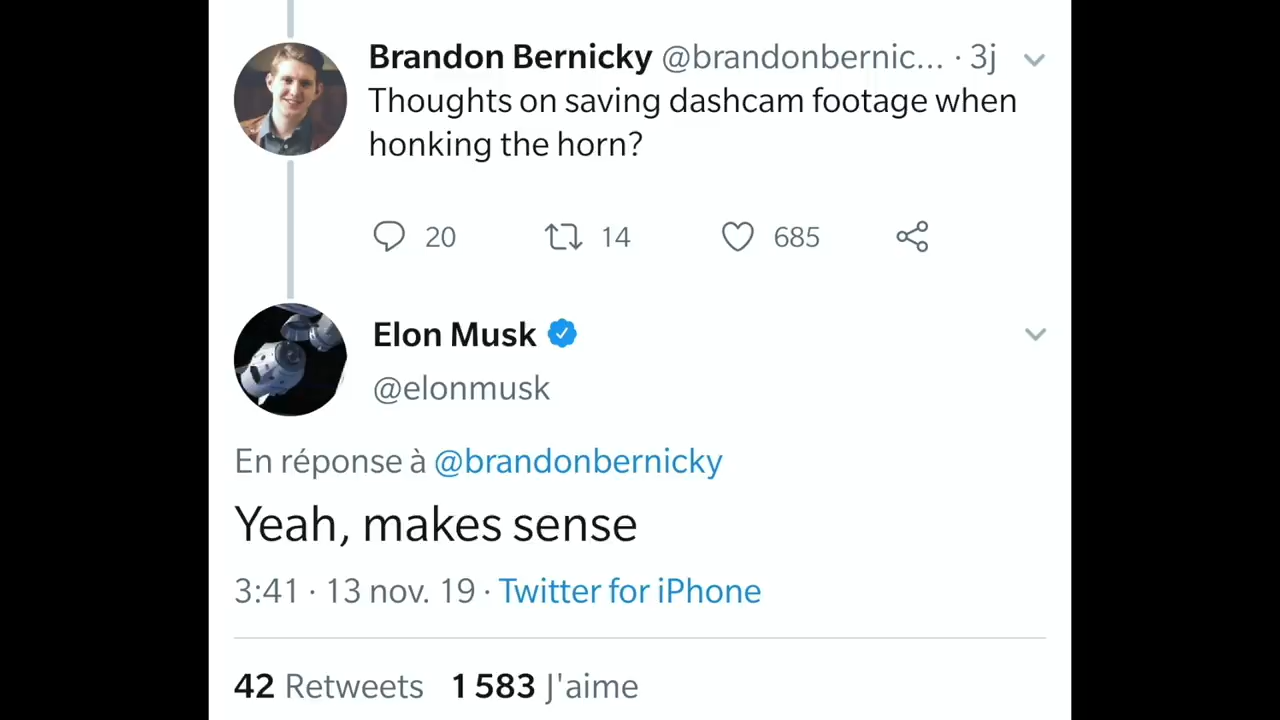 Brandon Bernicky @brandonbernic... · 3j
Thoughts on saving dashcam footage when
honking the horn?
20 14 685
Elon Musk
@elonmusk
En réponse à @brandonbernicky
Yeah, makes sense
3:41 · 13 nov. 19 · Twitter for iPhone
42 Retweets 1 583 J'aime